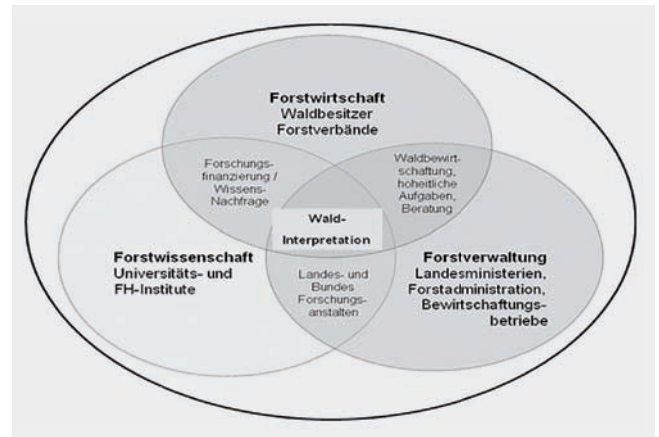 Forstwirtschaft
Waldbesitzer
Forstverbände
Forschungs-
finanzierung /
Wissens-
Nachfrage
Waldbewirt-
schaftung,
hoheitliche
Aufgaben,
Beratung
Wald-
Interpretation
Forstwissenschaft
Universitäts- und
FH-Institute
Landes- und
Bundes
Forschungs-
anstalten
Forstverwaltung
Landesministerien,
Forstadministration,
Bewirtschaftungs-
betriebe